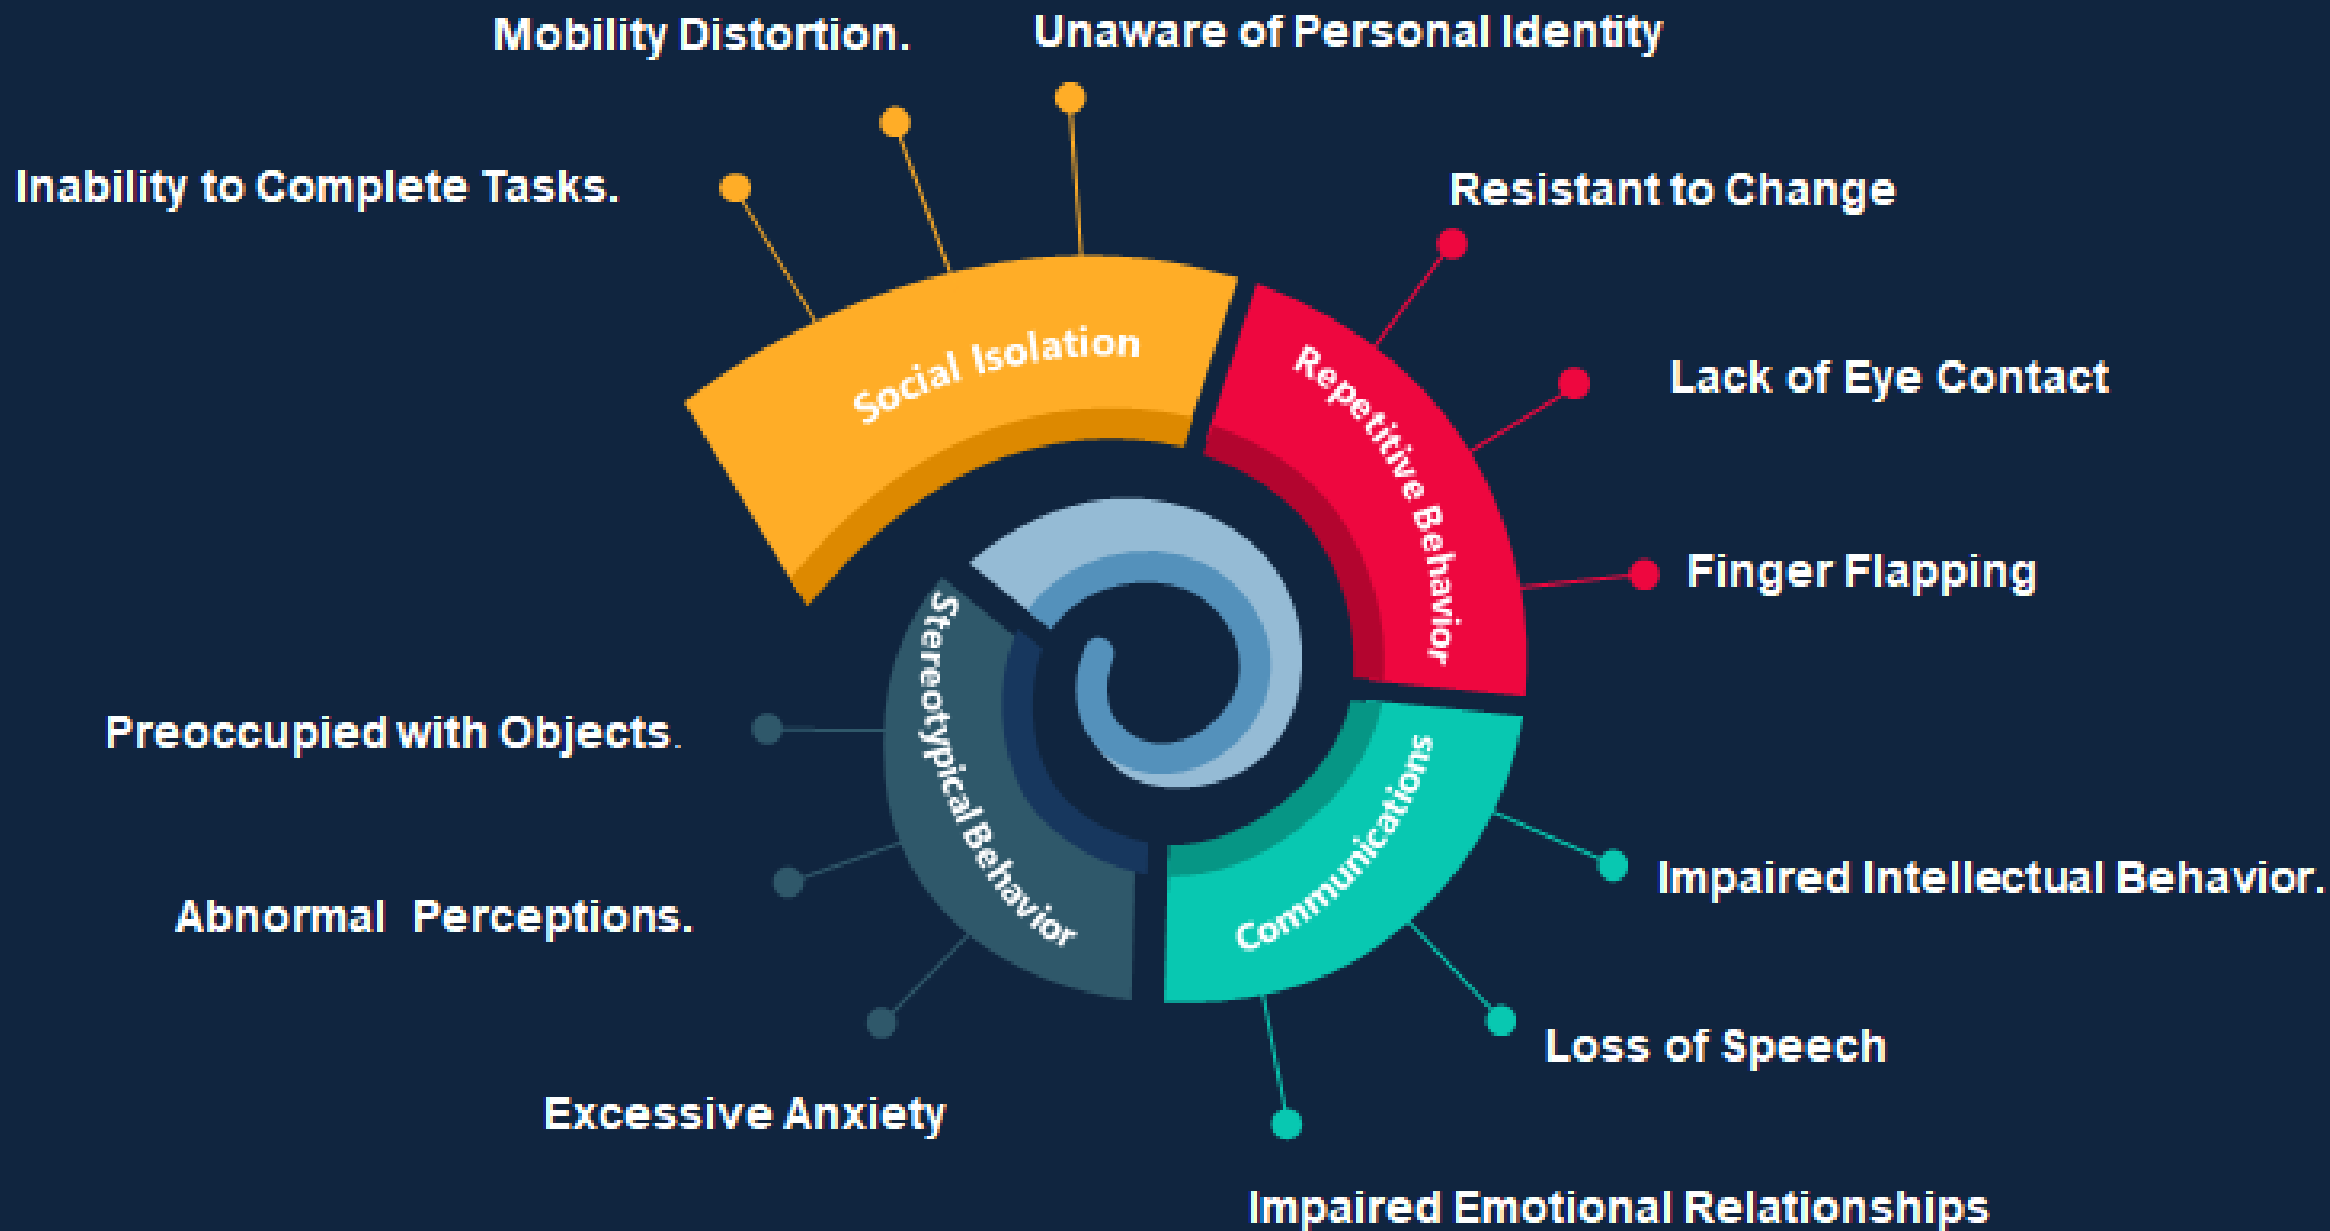 Mobility Distortion.
Unaware of Personal Identity
Inability to Complete Tasks.
Resistant to Change
Social Isolation
Repetitive Behavior
Lack of Eye Contact
Finger Flapping
Stereotypical Behavior
Preoccupied with Objects.
Communications
Impaired Intellectual Behavior.
Abnormal Perceptions.
Loss of Speech
Excessive Anxiety
Impaired Emotional Relationships